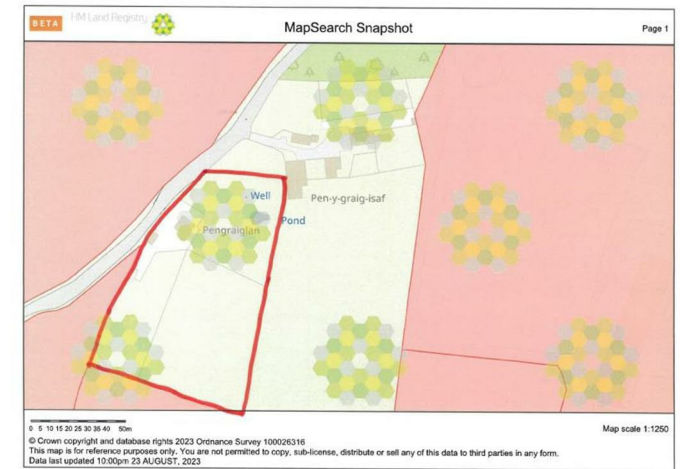 BETA HM Land Registry
MapSearch Snapshot
Page 1
Well
Pen-y-graig-isaf
Pond
Pengraiglan
0 5 10 15 20 25 30 35 40 50m
Map scale 1:1250
© Crown copyright and database rights 2023 Ordnance Survey 100026316
This map is for reference purposes only. You are not permitted to copy, sub-license, distribute or sell any of this data to third parties in any form.
Data last updated 10:00pm 23 AUGUST, 2023